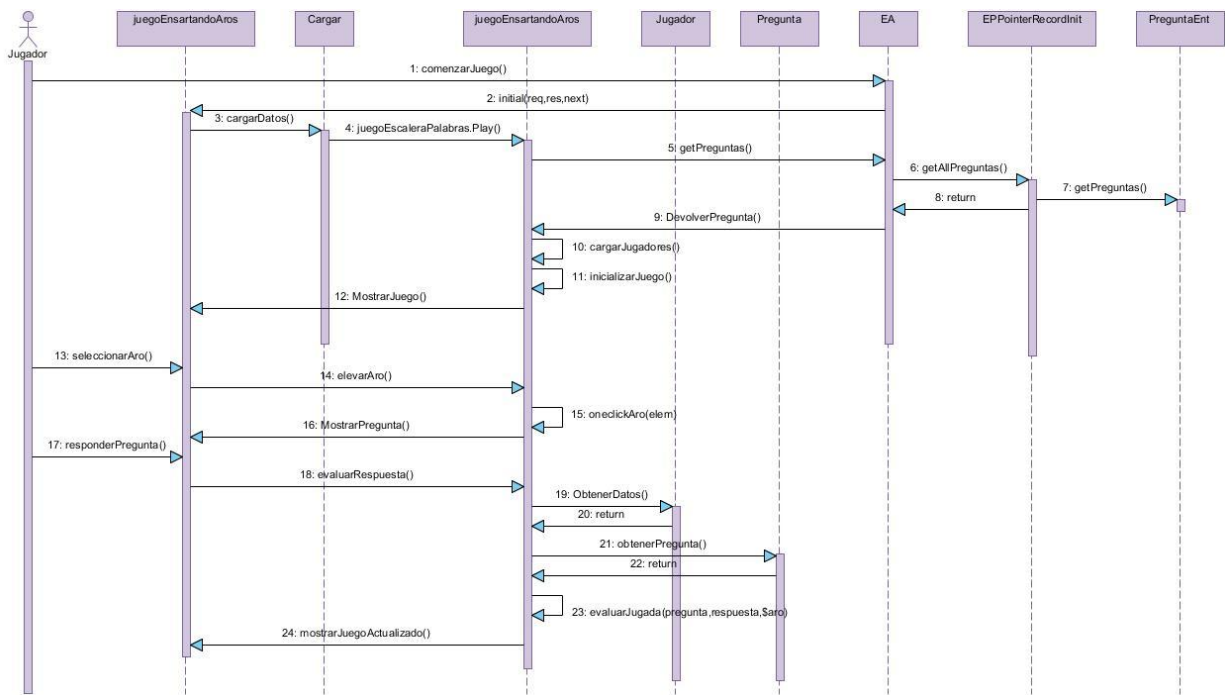 juegoEnsartandoAros
Cargar
juegoEnsartandoAros
Jugador
Pregunta
EA
EPPointerRecordInit
PreguntaEnt
Jugador
1: comenzarJuego()
2: initial(req,res,next)
3: cargarDatos()
4: juegoEscaleraPalabras.Play()
5: getPreguntas()
6: getAllPreguntas()
7: getPreguntas()
8: return
9: DevolverPregunta()
10: cargarJugadores()
11: inicializarJuego()
12: MostrarJuego()
13: seleccionarAro()
14: elevarAro()
15: oneclickAro(elem)
16: MostrarPregunta()
17: responderPregunta()
18: evaluarRespuesta()
19: ObtenerDatos()
20: return
21: obtenerPregunta()
22: return
23: evaluarJugada(pregunta,respuesta,$aro)
24: mostrarJuegoActualizado()